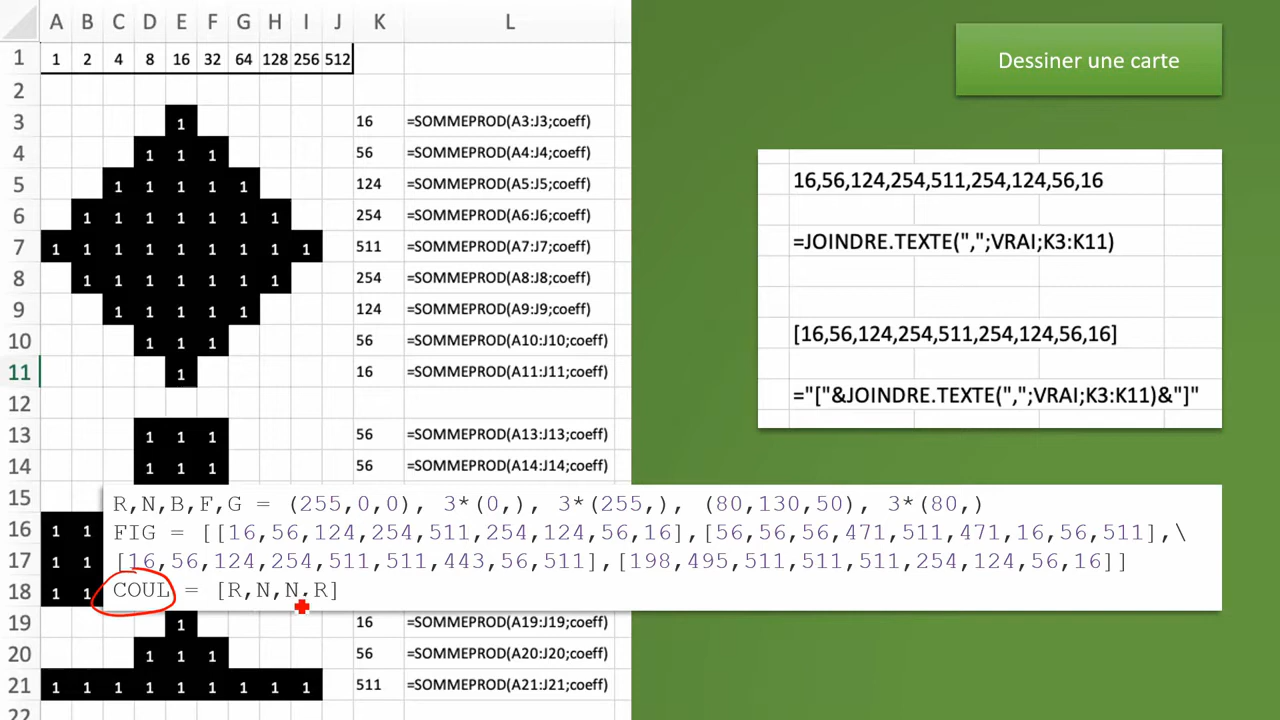 A B C D E F G H I J K L
1 1 2 4 8 16 32 64 128 256 512
2
3 1 16 =SOMMEPROD(A3:J3;coeff)
4 1 1 1 56 =SOMMEPROD(A4:J4;coeff)
5 1 1 1 1 1 124 =SOMMEPROD(A5:J5;coeff)
6 1 1 1 1 1 1 1 254 =SOMMEPROD(A6:J6;coeff)
7 1 1 1 1 1 1 1 1 1 511 =SOMMEPROD(A7:J7;coeff)
8 1 1 1 1 1 1 1 254 =SOMMEPROD(A8:J8;coeff)
9 1 1 1 1 1 124 =SOMMEPROD(A9:J9;coeff)
10 1 1 1 56 =SOMMEPROD(A10:J10;coeff)
11 1 16 =SOMMEPROD(A11:J11;coeff)
12
13 1 1 1 56 =SOMMEPROD(A13:J13;coeff)
14 1 1 1 56 =SOMMEPROD(A14:J14;coeff)
15
16 1 1
17 1 1
18 1 1
19 1 16 =SOMMEPROD(A19:J19;coeff)
20 1 1 1 56 =SOMMEPROD(A20:J20;coeff)
21 1 1 1 1 1 1 1 1 1 511 =SOMMEPROD(A21:J21;coeff)
22
Dessiner une carte
16,56,124,254,511,254,124,56,16
=JOINDRE.TEXTE(",";VRAI;K3:K11)
[16,56,124,254,511,254,124,56,16]
="["&JOINDRE.TEXTE(",";VRAI;K3:K11)&"]"
R,N,B,F,G = (255,0,0), 3*(0,), 3*(255,), (80,130,50), 3*(80,)
FIG = [[16,56,124,254,511,254,124,56,16],[56,56,56,471,511,471,16,56,511],\
[16,56,124,254,511,511,443,56,511],[198,495,511,511,511,254,124,56,16]]
COUL = [R,N,N,R]